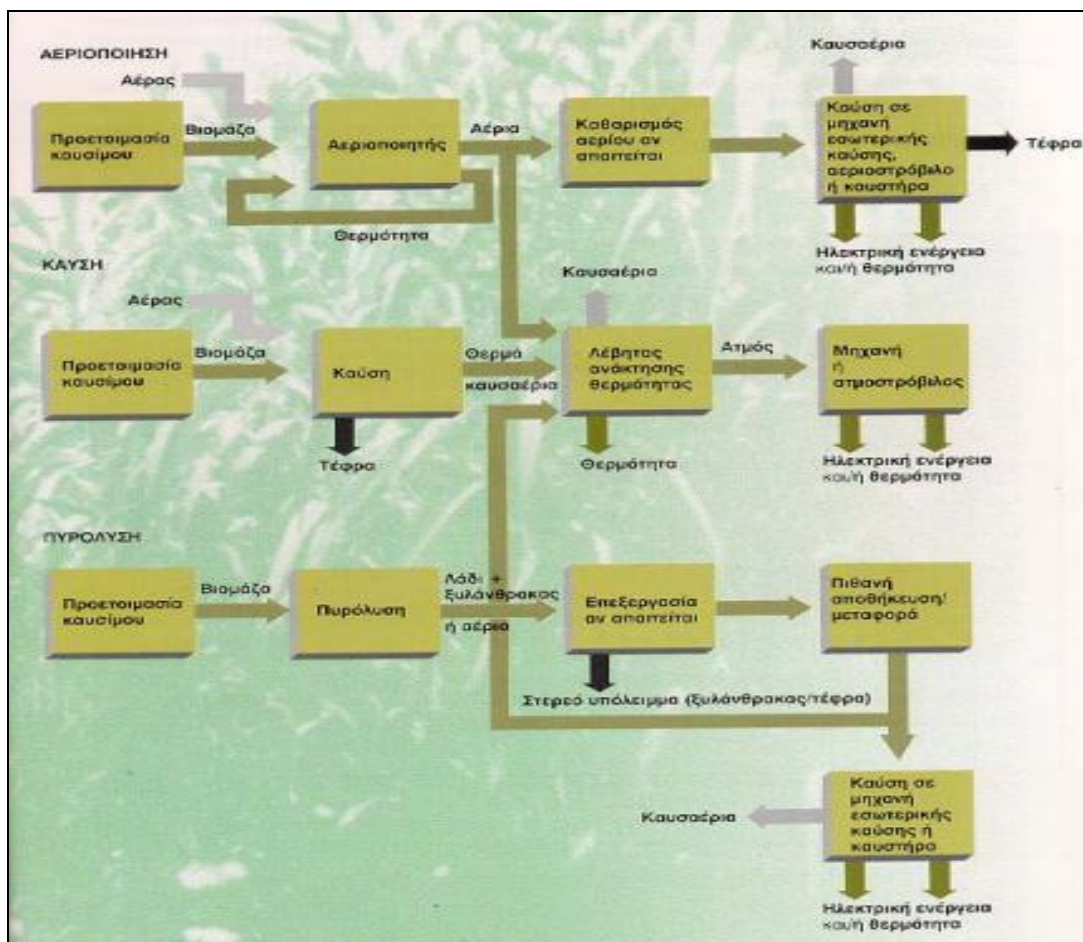 ΑΕΡΙΟΠΟΙΗΣΗ
Αέρας
Προετοιμασία
καυσίμου
Βιομάζα
Αεριοποιητής
Αέρια
Καθαρισμός
αερίου αν
απαιτείται
Καυσαέρια
Καύση σε
μηχανή
εσωτερικής
καύσης,
αεριοστρόβιλο
ή καυστήρα
Τέφρα
Θερμότητα
Ηλεκτρική ενέργεια
και/ή θερμότητα
ΚΑΥΣΗ
Αέρας
Προετοιμασία
καυσίμου
Βιομάζα
Καύση
Θερμά
καυσαέρια
Καυσαέρια
Λέβητας
ανάκτησης
θερμότητας
Ατμός
Μηχανή
ή
ατμοστρόβιλος
Τέφρα
Θερμότητα
Ηλεκτρική ενέργεια
και/ή θερμότητα
ΠΥΡΟΛΥΣΗ
Προετοιμασία
καυσίμου
Βιομάζα
Πυρόλυση
Λάδι +
ξυλάνθρακας
ή αέρια
Επεξεργασία
αν απαιτείται
Πιθανή
αποθήκευση/
μεταφορά
Στερεό υπόλειμμα (ξυλάνθρακας/τέφρα)
Καυσαέρια
Καύση σε
μηχανή
εσωτερικής
καύσης ή
καυστήρα
Ηλεκτρική ενέργεια
και/ή θερμότητα